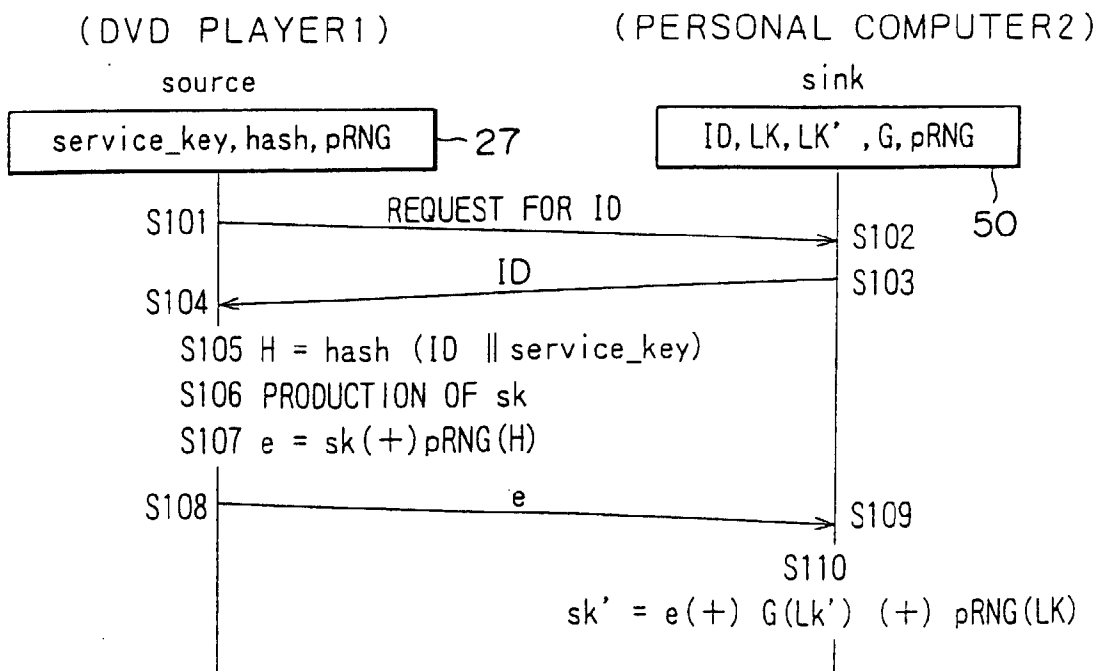 (DVD PLAYER1) (PERSONAL COMPUTER2)
source sink
service_key, hash, pRNG 27 ID, LK, LK', G, pRNG
50
S101 REQUEST FOR ID S102
ID S103
S104
S105 H = hash (ID || service_key)
S106 PRODUCTION OF sk
S107 e = sk(+)pRNG(H)
S108 e S109
S110
sk' = e(+) G(Lk') (+) pRNG(LK)